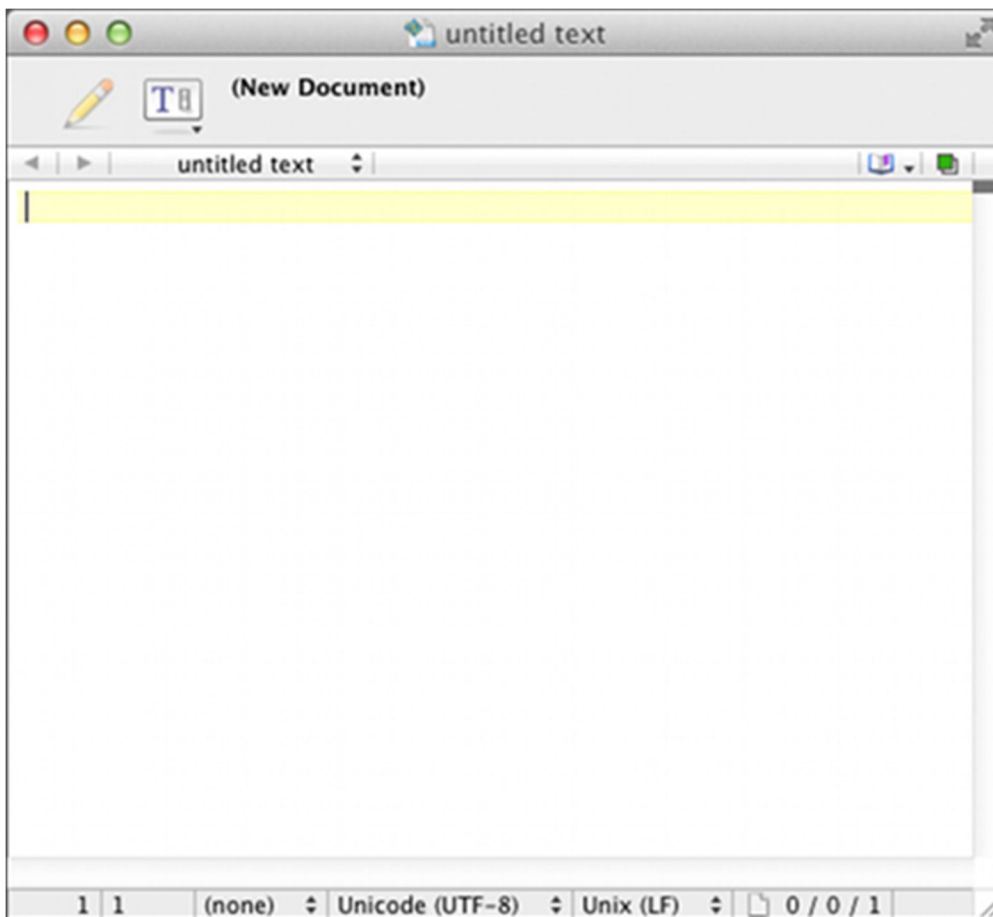 untitled text
T
(New Document)
untitled text
1 1 (none) Unicode (UTF-8) Unix (LF) 0 / 0 / 1